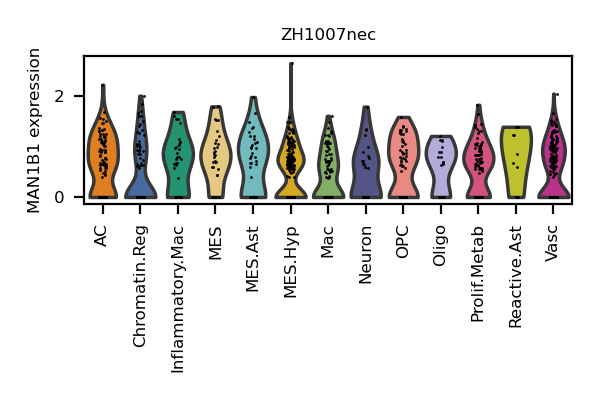 ZH1007nec
MAN1B1 expression
2
0
AC
Chromatin.Reg
Inflammatory.Mac
MES
MES.Ast
MES.Hyp
Mac
Neuron
OPC
Oligo
Prolif.Metab
Reactive.Ast
Vasc